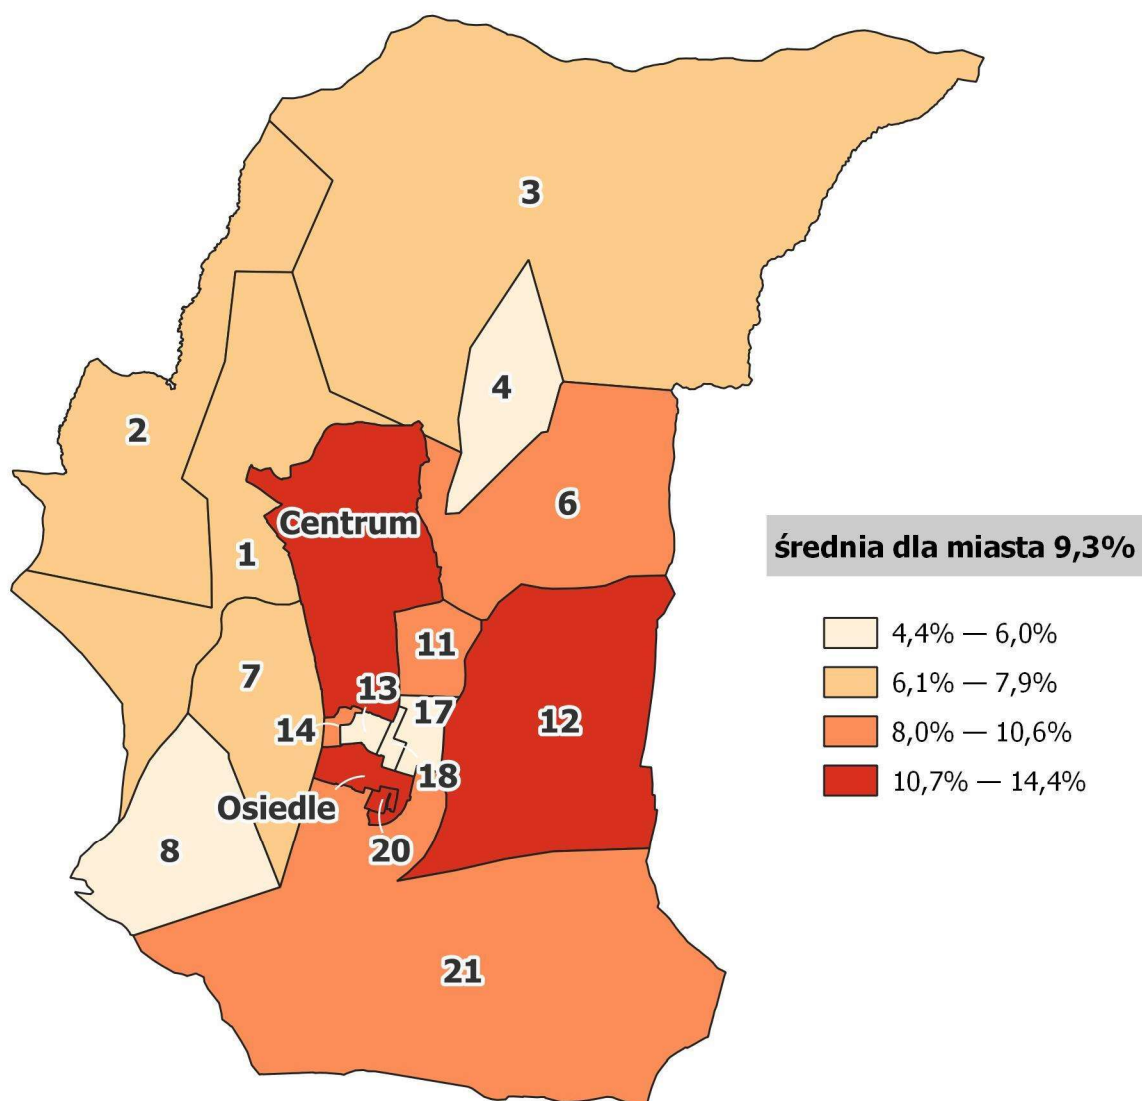 3
4
2
6
Centrum
1
średnia dla miasta 9,3%
4,4% — 6,0%
6,1% — 7,9%
8,0% — 10,6%
10,7% — 14,4%
11
7
13
17
12
14
18
Osiedle
20
8
21